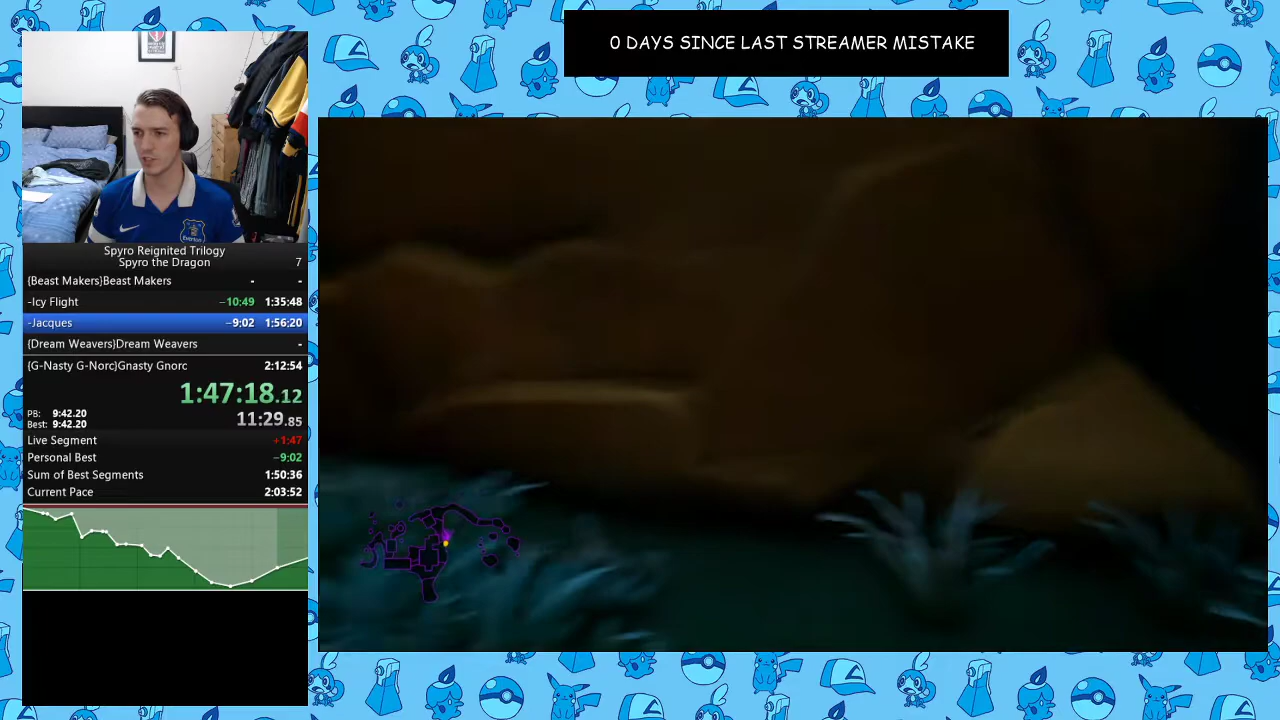 0 DAYS SINCE LAST STREAMER MISTAKE
Everton
Spyro Reignited Trilogy
Spyro the Dragon 7
{Beast Makers}Beast Makers - -
-Icy Flight −10:49 1:35:48
-Jacques −9:02 1:56:20
{Dream Weavers}Dream Weavers -
{G-Nasty G-Norc}Gnasty Gnorc 2:12:54
1:47:18.12
PB: 9:42.20
Best: 9:42.20
11:29.85
Live Segment +1:47
Personal Best −9:02
Sum of Best Segments 1:50:36
Current Pace 2:03:52